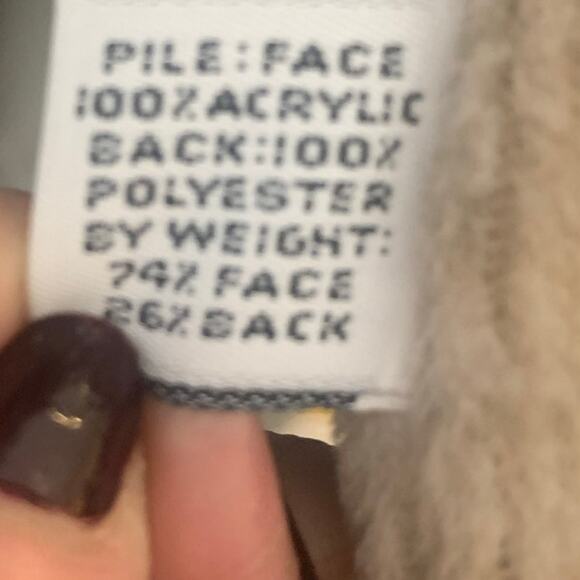 PILE: FACE
100% ACRYLIC
BACK: 100%
POLYESTER
BY WEIGHT:
74% FACE
26% BACK